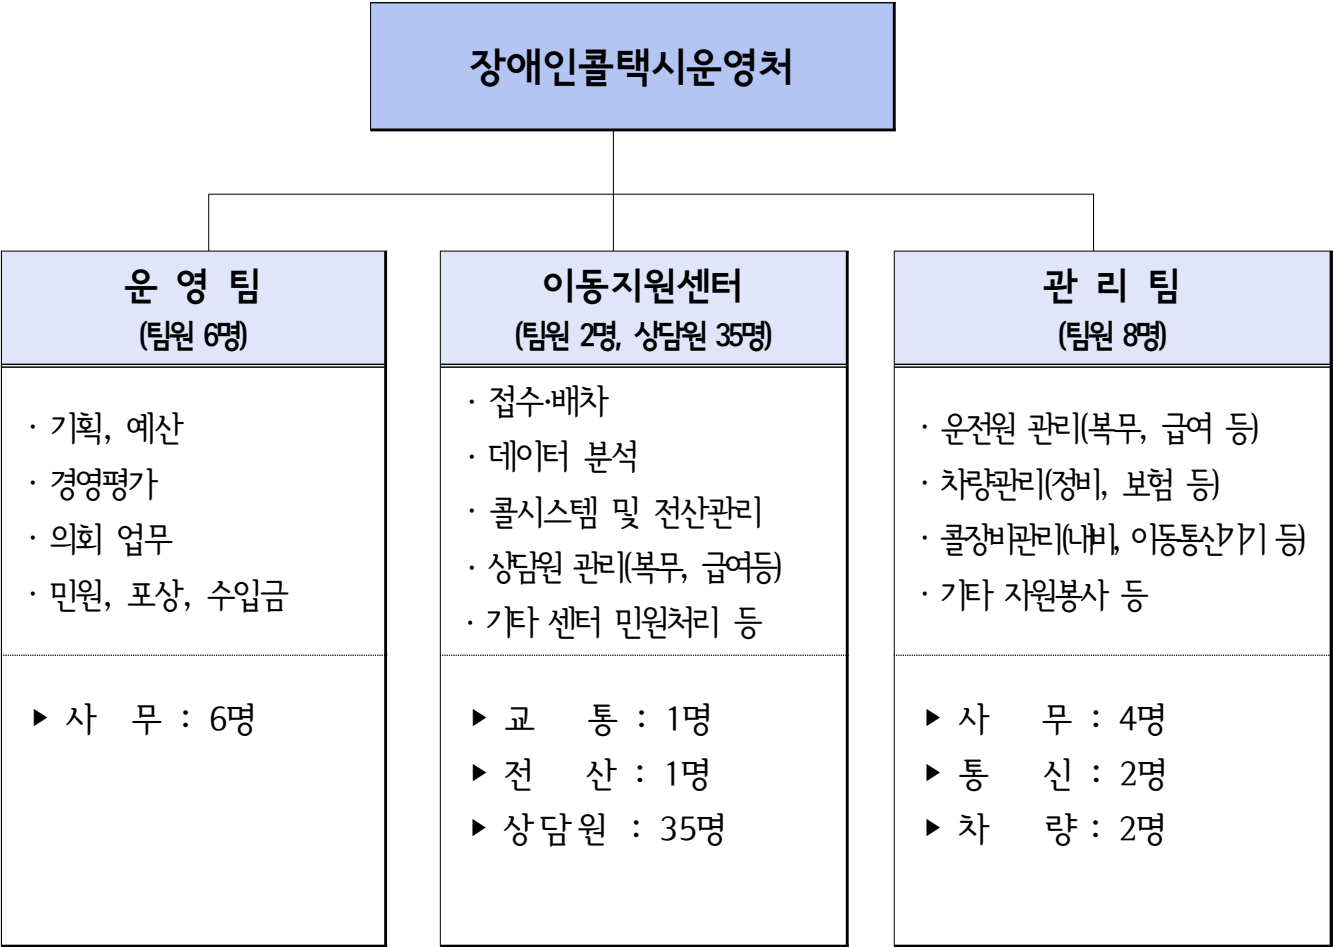 장애인콜택시운영처
운 영 팀
(팀원 6명)
· 기획, 예산
· 경영평가
· 의회 업무
· 민원, 포상, 수입금
▶ 사 무 : 6명
이동지원센터
(팀원 2명, 상담원 35명)
· 접수·배차
· 데이터 분석
· 콜시스템 및 전산관리
· 상담원 관리(복무, 급여등)
· 기타 센터 민원처리 등
▶ 교 통 : 1명
▶ 전 산 : 1명
▶ 상담원 : 35명
관 리 팀
(팀원 8명)
· 운전원 관리(복무, 급여 등)
· 차량관리(정비, 보험 등)
· 콜장비관리(내비, 이동통신기기 등)
· 기타 자원봉사 등
▶ 사 무 : 4명
▶ 통 신 : 2명
▶ 차 량 : 2명